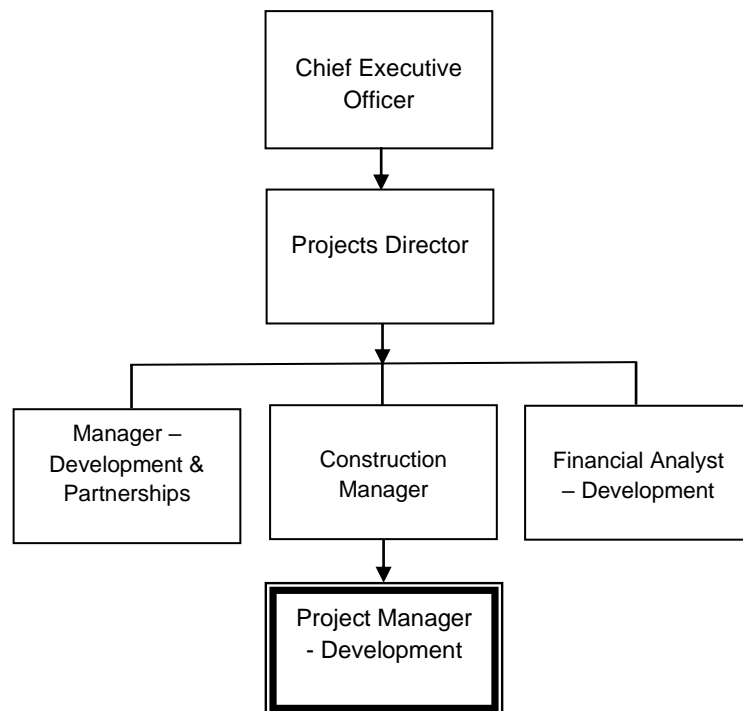 Chief Executive
Officer
Projects Director
Manager –
Development &
Partnerships
Construction
Manager
Financial Analyst
– Development
Project Manager
- Development